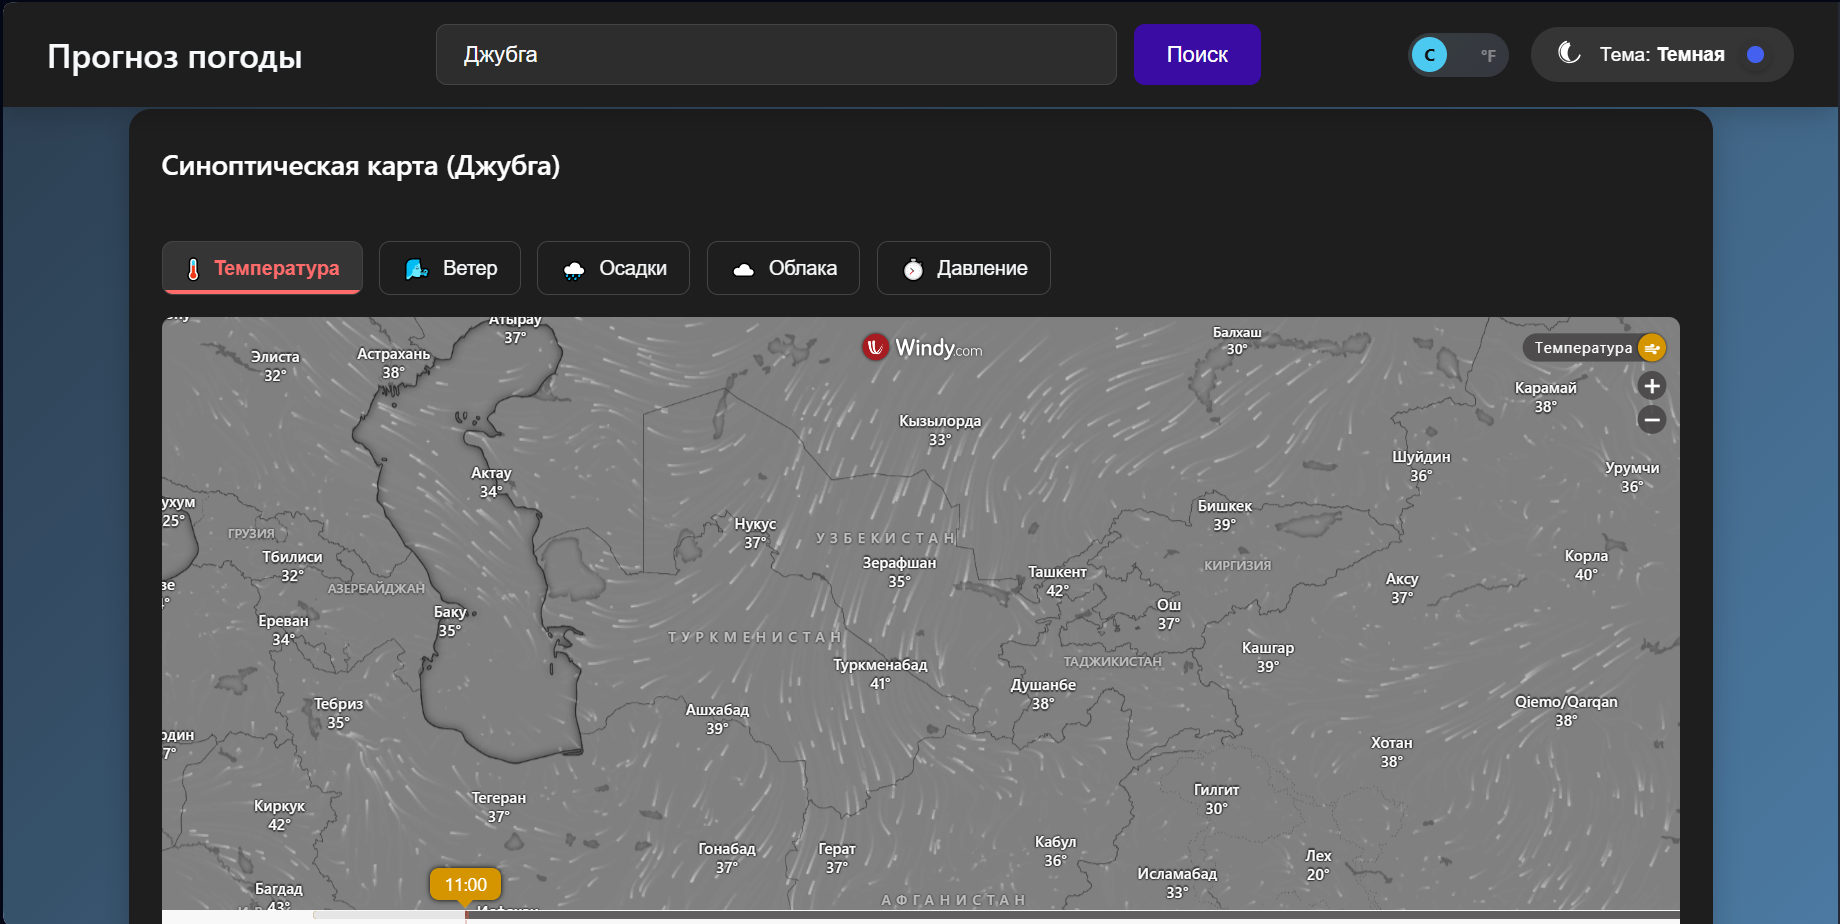 Прогноз погоды
Джубга
Поиск
C
°F
Тема: Темная
Синоптическая карта (Джубга)
Температура
Ветер
Осадки
Облака
Давление
Windy.com
Температура
+
−
Атырау
37°
Балхаш
30°
Элиста
32°
Астрахань
38°
Карамай
38°
Кызылорда
33°
Шуйдин
36°
Урумчи
36°
Актау
34°
ухум
25°
Бишкек
39°
ГРУЗИЯ
Нукус
37°
УЗБЕКИСТАН
Тбилиси
32°
Зерафшан
35°
КИРГИЗИЯ
Корла
40°
АЗЕРБАЙДЖАН
Ташкент
42°
Аксу
37°
Баку
35°
Ош
37°
Ереван
34°
ТУРКМЕНИСТАН
Кашгар
39°
Туркменабад
41°
ТАДЖИКИСТАН
Душанбе
38°
Тебриз
35°
Ашхабад
39°
Qiemo/Qarqan
38°
рдин
7°
Хотан
38°
Тегеран
37°
Киркук
42°
Гилгит
30°
Гонабад
37°
Герат
37°
Кабул
36°
Лех
20°
Исламабад
33°
11:00
Багдад
43°
АФГАНИСТАН